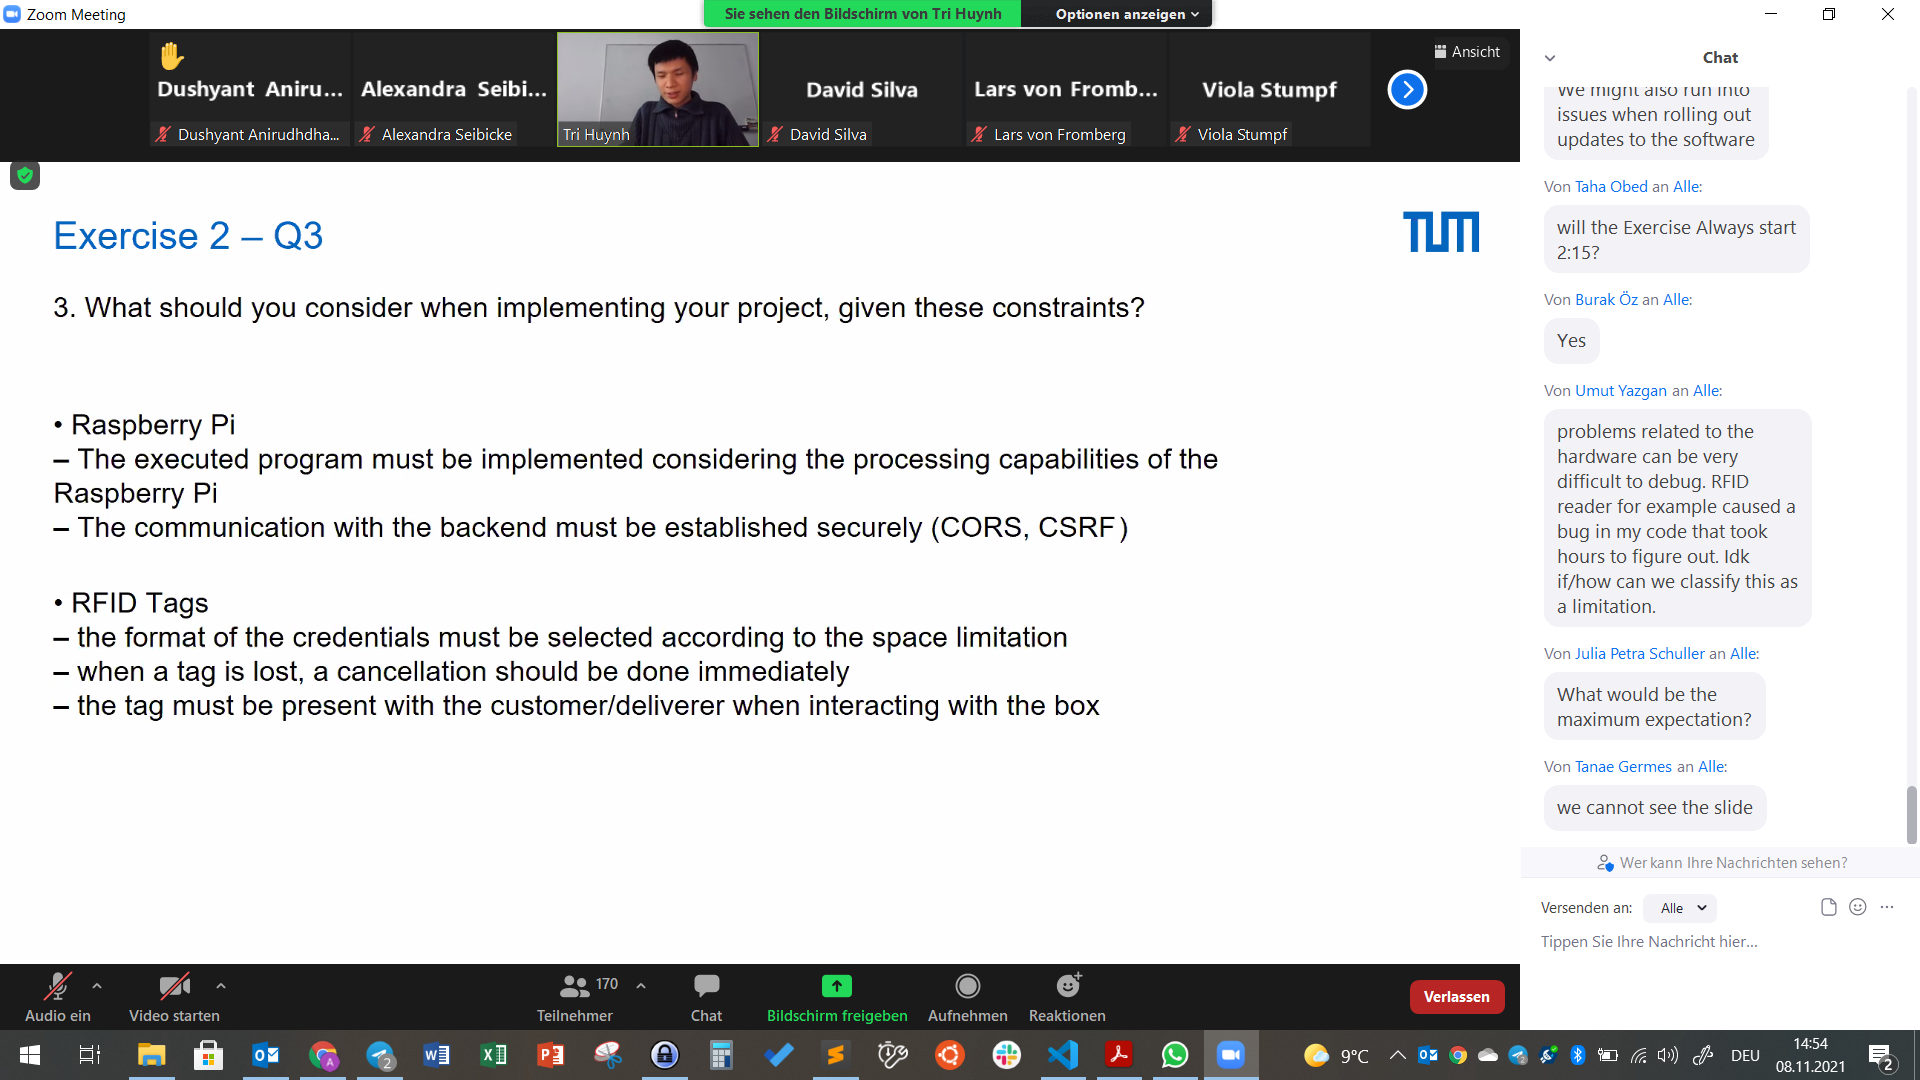 Zoom Meeting
Sie sehen den Bildschirm von Tri Huynh
Optionen anzeigen
Dushyant Aniru...
Dushyant Anirudhdha...
Alexandra Seibi...
Alexandra Seibicke
Tri Huynh
David Silva
David Silva
Lars von Fromb...
Lars von Fromberg
Viola Stumpf
Viola Stumpf
Ansicht
Exercise 2 – Q3
TUM
3. What should you consider when implementing your project, given these constraints?
• Raspberry Pi
– The executed program must be implemented considering the processing capabilities of the
Raspberry Pi
– The communication with the backend must be established securely (CORS, CSRF)
• RFID Tags
– the format of the credentials must be selected according to the space limitation
– when a tag is lost, a cancellation should be done immediately
– the tag must be present with the customer/deliverer when interacting with the box
Chat
We might also run into
issues when rolling out
updates to the software
Von Taha Obed an Alle:
will the Exercise Always start
2:15?
Von Burak Öz an Alle:
Yes
Von Umut Yazgan an Alle:
problems related to the
hardware can be very
difficult to debug. RFID
reader for example caused a
bug in my code that took
hours to figure out. Idk
if/how can we classify this as
a limitation.
Von Julia Petra Schuller an Alle:
What would be the
maximum expectation?
Von Tanae Germes an Alle:
we cannot see the slide
Wer kann Ihre Nachrichten sehen?
Versenden an:
Alle
Tippen Sie Ihre Nachricht hier...
Audio ein
Video starten
170
Teilnehmer
Chat
Bildschirm freigeben
Aufnehmen
Reaktionen
Verlassen
9°C
DEU
14:54
08.11.2021
2